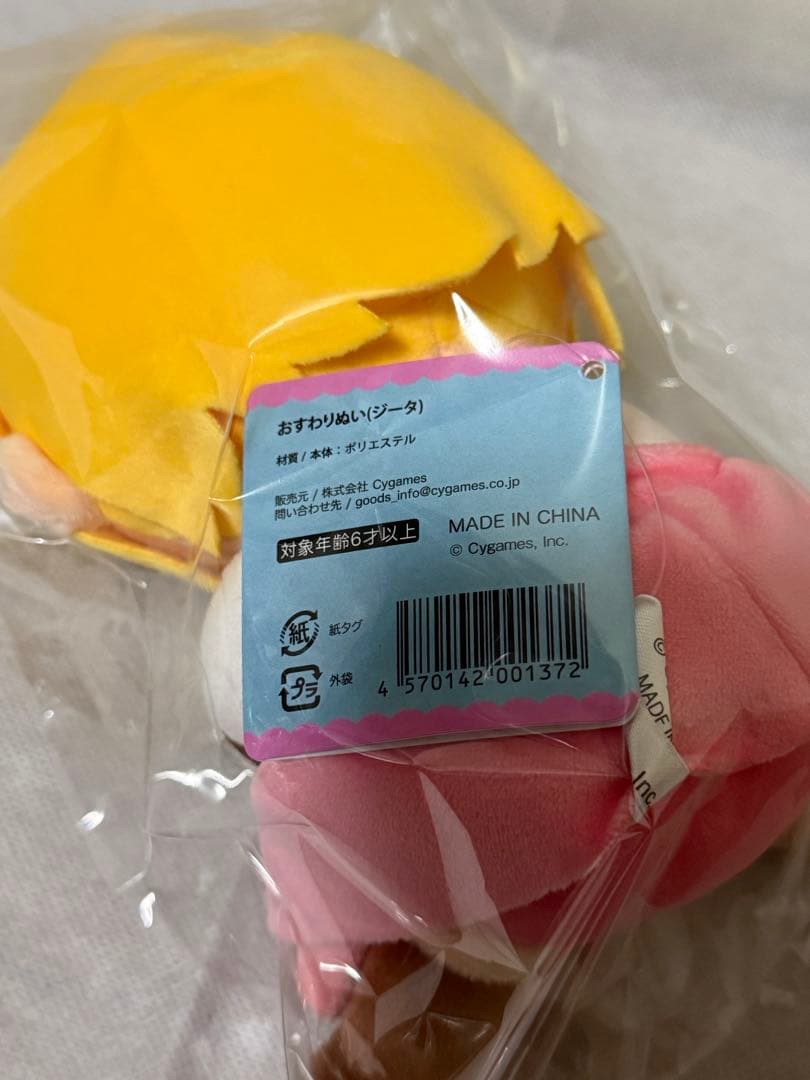 おすわりぬい(ジータ)
材質 / 本体：ポリエステル
販売元 / 株式会社 Cygames
問い合わせ先 / goods_info@cygames.co.jp
対象年齢6才以上
MADE IN CHINA
© Cygames, Inc.
紙 紙タグ
プラ 外袋
4 570142 001372
©
MADE
Inc